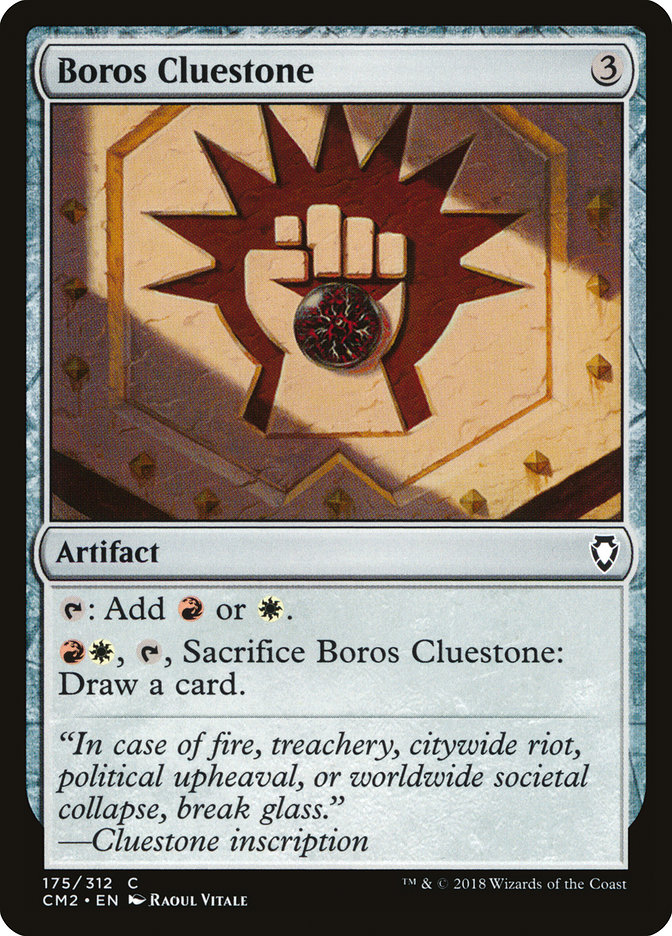 Boros Cluestone 3
Artifact
: Add or .
, , Sacrifice Boros Cluestone:
Draw a card.
“In case of fire, treachery, citywide riot,
political upheaval, or worldwide societal
collapse, break glass.”
—Cluestone inscription
175/312 C
CM2 • EN Raoul Vitale
™ & © 2018 Wizards of the Coast